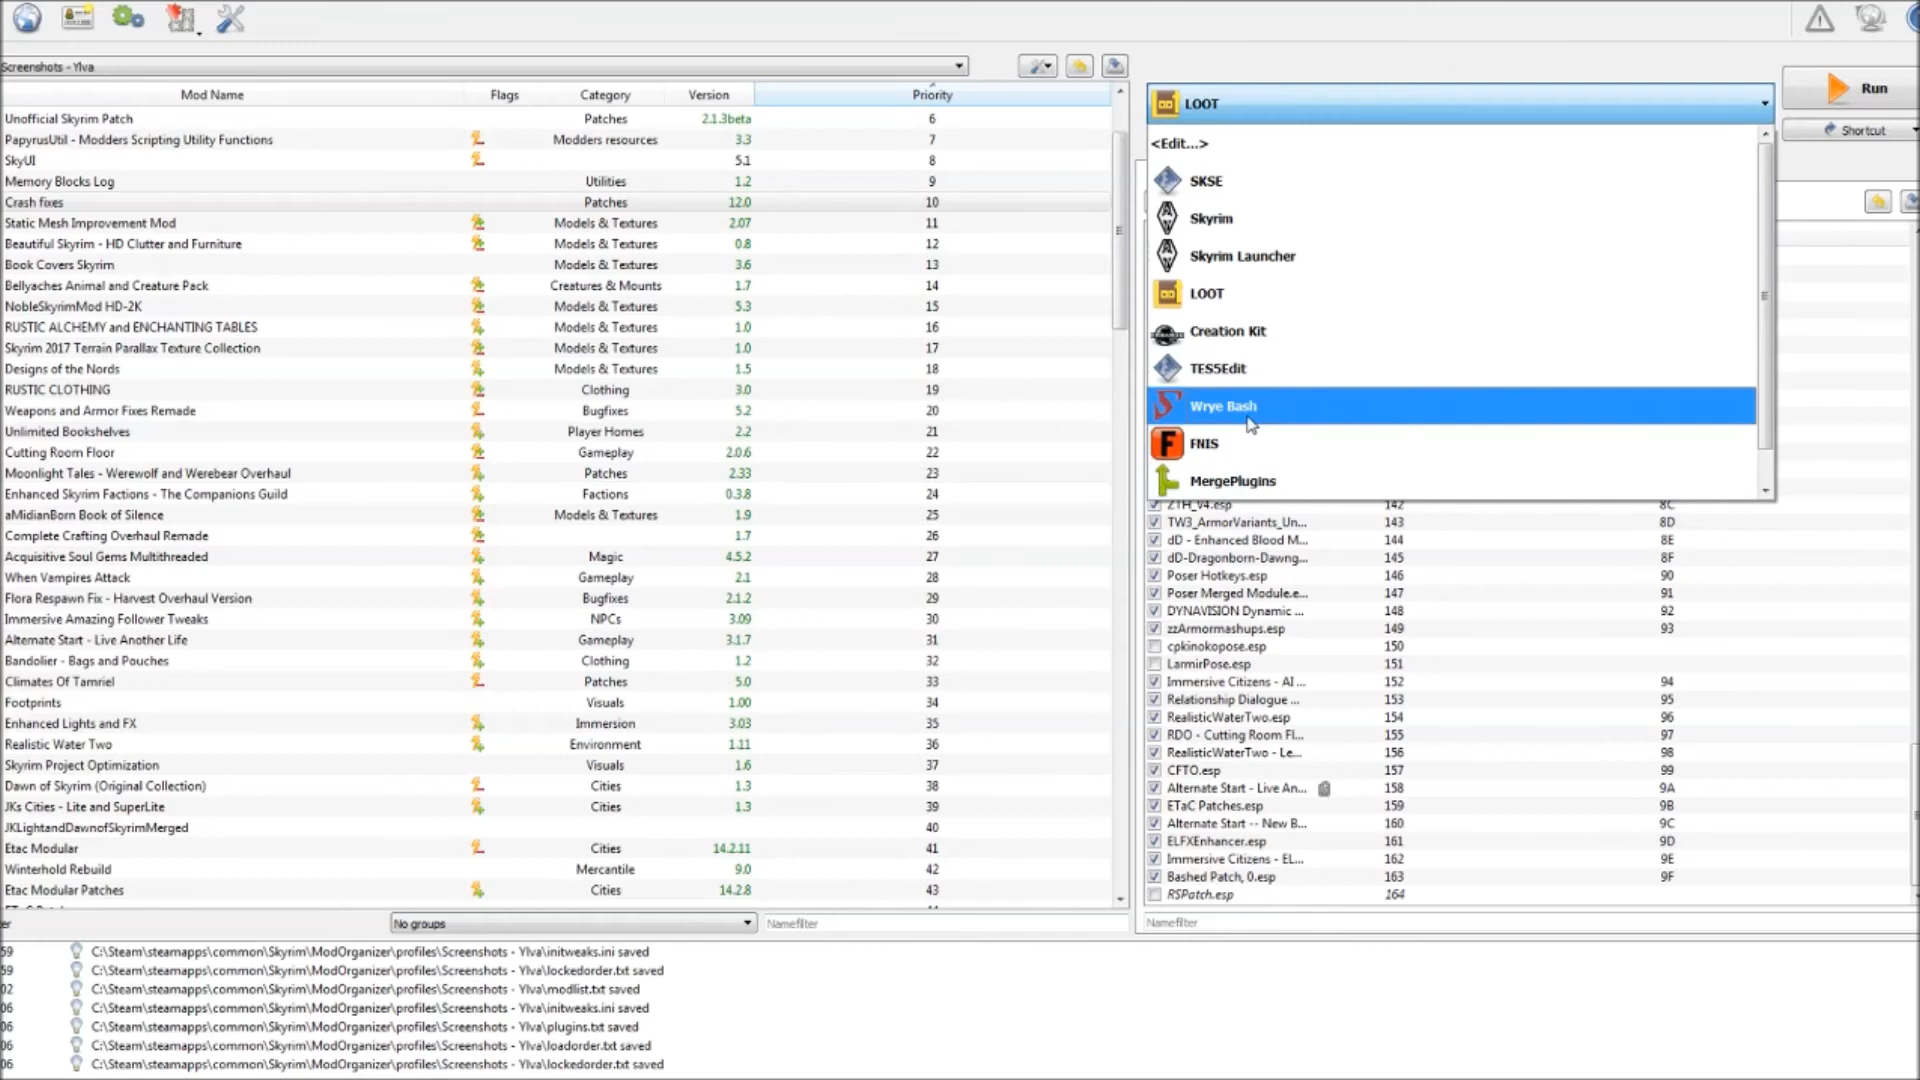 Screenshots - Ylva
Mod Name Flags Category Version Priority
Unofficial Skyrim Patch Patches 2.1.3beta 6
PapyrusUtil - Modders Scripting Utility Functions Modders resources 3.3 7
SkyUI 5.1 8
Memory Blocks Log Utilities 1.2 9
Crash fixes Patches 12.0 10
Static Mesh Improvement Mod Models & Textures 2.07 11
Beautiful Skyrim - HD Clutter and Furniture Models & Textures 0.8 12
Book Covers Skyrim Models & Textures 3.6 13
Bellyaches Animal and Creature Pack Creatures & Mounts 1.7 14
NobleSkyrimMod HD-2K Models & Textures 5.3 15
RUSTIC ALCHEMY and ENCHANTING TABLES Models & Textures 1.0 16
Skyrim 2017 Terrain Parallax Texture Collection Models & Textures 1.0 17
Designs of the Nords Models & Textures 1.5 18
RUSTIC CLOTHING Clothing 3.0 19
Weapons and Armor Fixes Remade Bugfixes 5.2 20
Unlimited Bookshelves Player Homes 2.2 21
Cutting Room Floor Gameplay 2.0.6 22
Moonlight Tales - Werewolf and Werebear Overhaul Patches 2.33 23
Enhanced Skyrim Factions - The Companions Guild Factions 0.3.8 24
aMidianBorn Book of Silence Models & Textures 1.9 25
Complete Crafting Overhaul Remade 1.7 26
Acquisitive Soul Gems Multithreaded Magic 4.5.2 27
When Vampires Attack Gameplay 2.1 28
Flora Respawn Fix - Harvest Overhaul Version Bugfixes 2.1.2 29
Immersive Amazing Follower Tweaks NPCs 3.09 30
Alternate Start - Live Another Life Gameplay 3.1.7 31
Bandolier - Bags and Pouches Clothing 1.2 32
Climates Of Tamriel Patches 5.0 33
Footprints Visuals 1.00 34
Enhanced Lights and FX Immersion 3.03 35
Realistic Water Two Environment 1.11 36
Skyrim Project Optimization Visuals 1.6 37
Dawn of Skyrim (Original Collection) Cities 1.3 38
JKs Cities - Lite and SuperLite Cities 1.3 39
JKLightandDawnofSkyrimMerged 40
Etac Modular Cities 14.2.11 41
Winterhold Rebuild Mercantile 9.0 42
Etac Modular Patches Cities 14.2.8 43
No groups Namefilter
LOOT
Run
Shortcut
<Edit...>
SKSE
Skyrim
Skyrim Launcher
LOOT
Creation Kit
TES5Edit
Wrye Bash
FNIS
MergePlugins
ZTH_V4.esp 142 8C
TW3_ArmorVariants_Un... 143 8D
dD - Enhanced Blood M... 144 8E
dD-Dragonborn-Dawng... 145 8F
Poser Hotkeys.esp 146 90
Poser Merged Module.e... 147 91
DYNAVISION Dynamic ... 148 92
zzArmormashups.esp 149 93
cpkinokopose.esp 150
LarmirPose.esp 151
Immersive Citizens - AI ... 152 94
Relationship Dialogue ... 153 95
RealisticWaterTwo.esp 154 96
RDO - Cutting Room Fl... 155 97
RealisticWaterTwo - Le... 156 98
CFTO.esp 157 99
Alternate Start - Live An... 158 9A
ETaC Patches.esp 159 9B
Alternate Start -- New B... 160 9C
ELFXEnhancer.esp 161 9D
Immersive Citizens - EL... 162 9E
Bashed Patch, 0.esp 163 9F
RSPatch.esp 164
Namefilter
59 C:\Steam\steamapps\common\Skyrim\ModOrganizer\profiles\Screenshots - Ylva\initweaks.ini saved
59 C:\Steam\steamapps\common\Skyrim\ModOrganizer\profiles\Screenshots - Ylva\lockedorder.txt saved
02 C:\Steam\steamapps\common\Skyrim\ModOrganizer\profiles\Screenshots - Ylva\modlist.txt saved
06 C:\Steam\steamapps\common\Skyrim\ModOrganizer\profiles\Screenshots - Ylva\initweaks.ini saved
06 C:\Steam\steamapps\common\Skyrim\ModOrganizer\profiles\Screenshots - Ylva\plugins.txt saved
06 C:\Steam\steamapps\common\Skyrim\ModOrganizer\profiles\Screenshots - Ylva\loadorder.txt saved
06 C:\Steam\steamapps\common\Skyrim\ModOrganizer\profiles\Screenshots - Ylva\lockedorder.txt saved